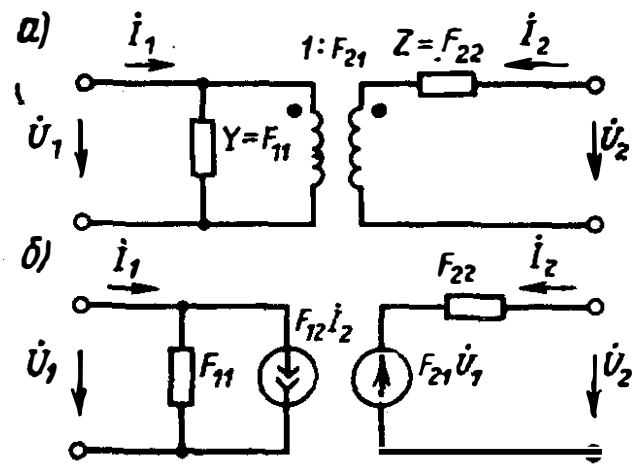 а) İ₁ 1:F₂₁ Z=F₂₂ İ₂
U̇₁ Y=F₁₁ U̇₂
б) İ₁ F₁₂İ₂ F₂₂ İ₂
U̇₁ F₁₁ F₂₁U̇₁ U̇₂